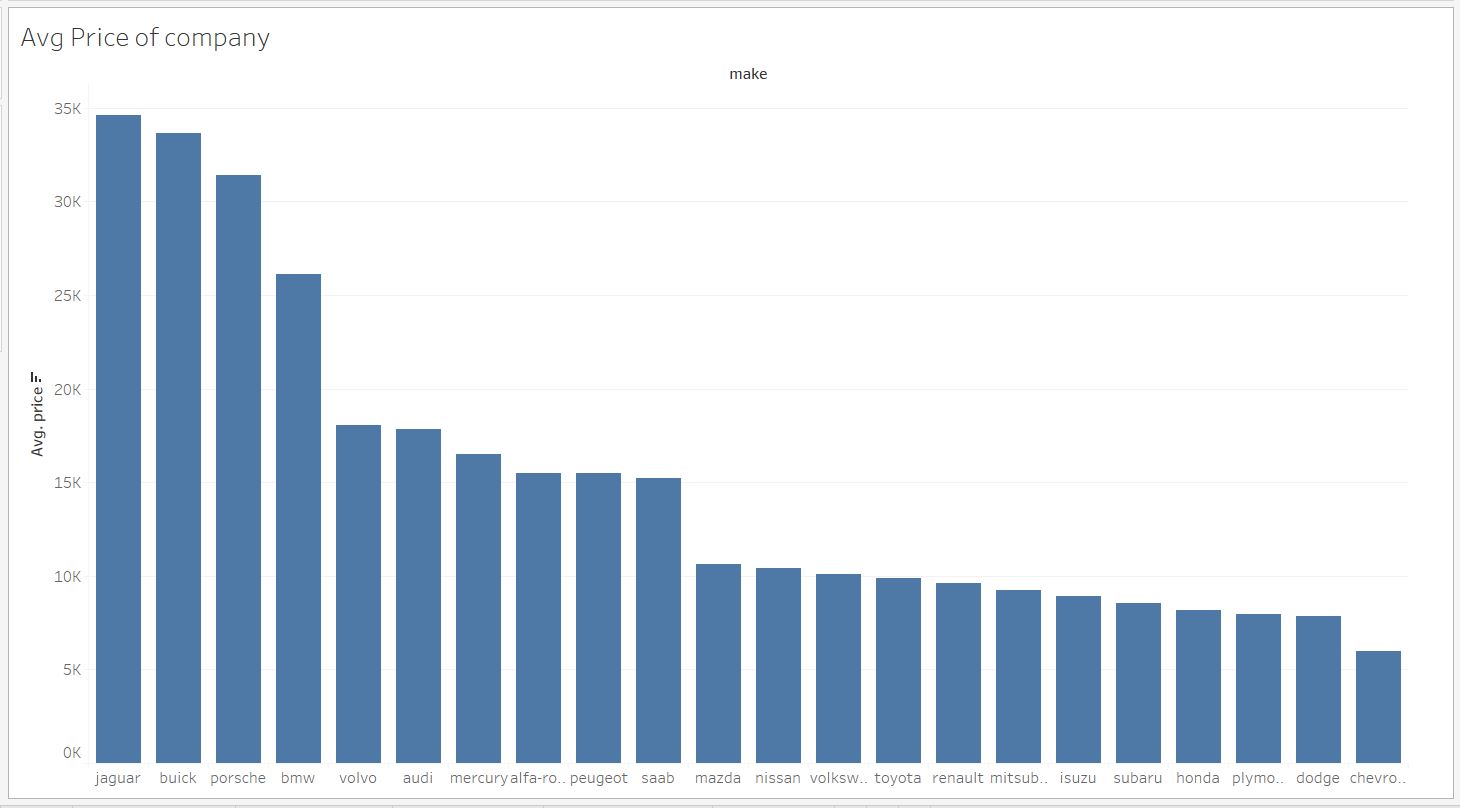 Avg Price of company
make
35K
30K
25K
20K
15K
10K
5K
0K
Avg. price
jaguar buick porsche bmw volvo audi mercury alfa-ro.. peugeot saab mazda nissan volksw.. toyota renault mitsub.. isuzu subaru honda plymo.. dodge chevro..